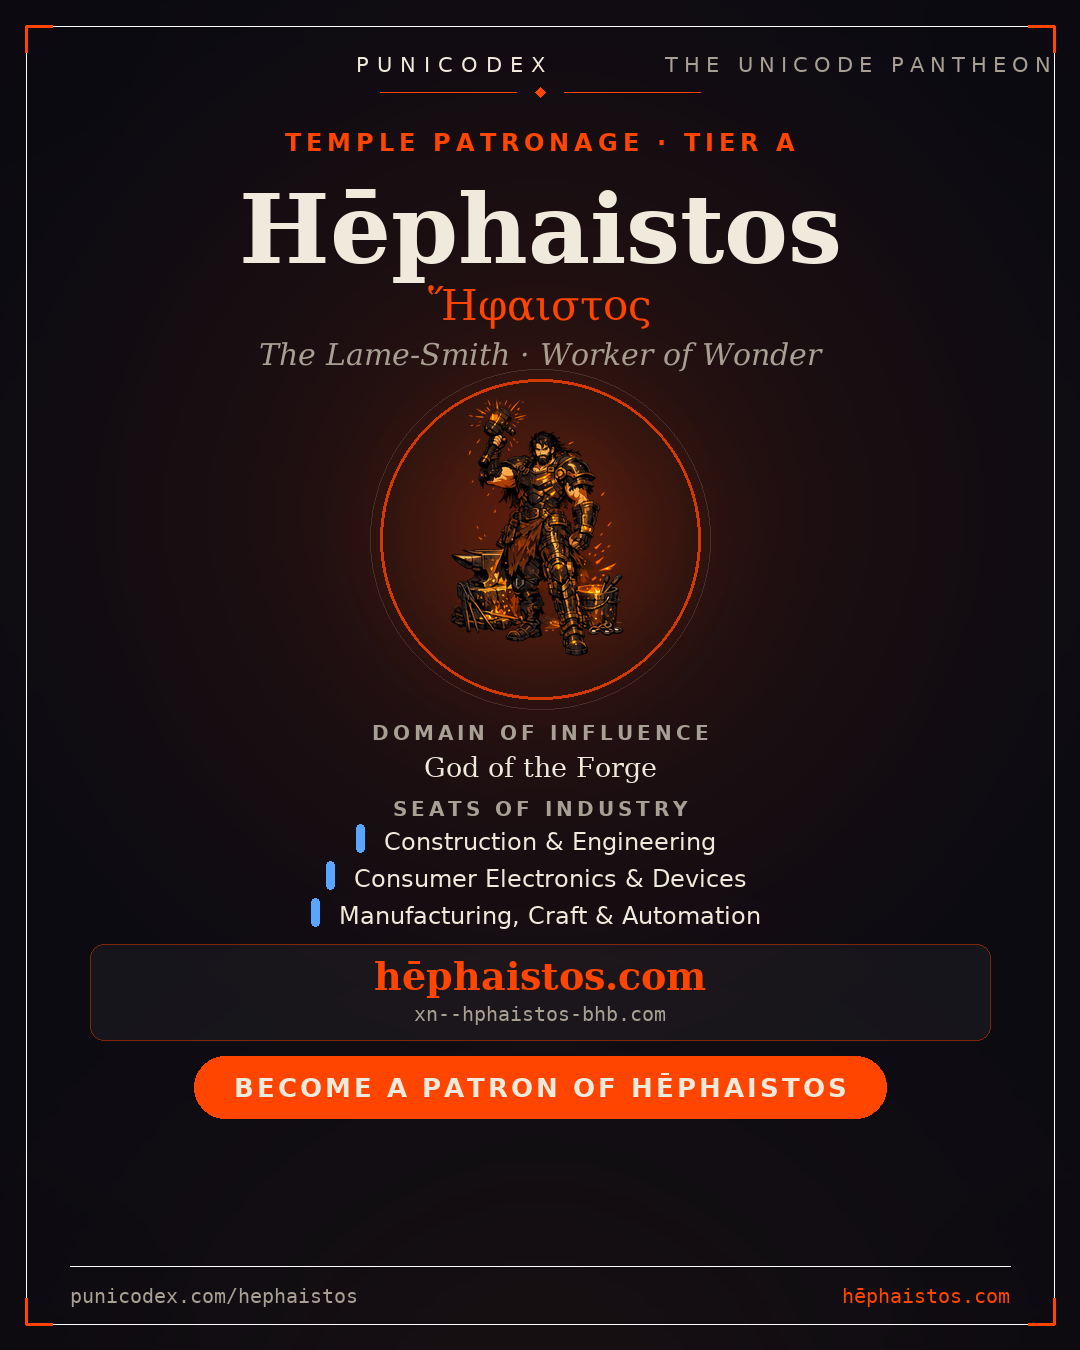 PUNICODEX THE UNICODE PANTHEON
TEMPLE PATRONAGE · TIER A
Hēphaistos
Ἥφαιστος
The Lame-Smith · Worker of Wonder
DOMAIN OF INFLUENCE
God of the Forge
SEATS OF INDUSTRY
Construction & Engineering
Consumer Electronics & Devices
Manufacturing, Craft & Automation
hēphaistos.com
xn--hphaistos-bhb.com
BECOME A PATRON OF HĒPHAISTOS
punicodex.com/hephaistos hēphaistos.com